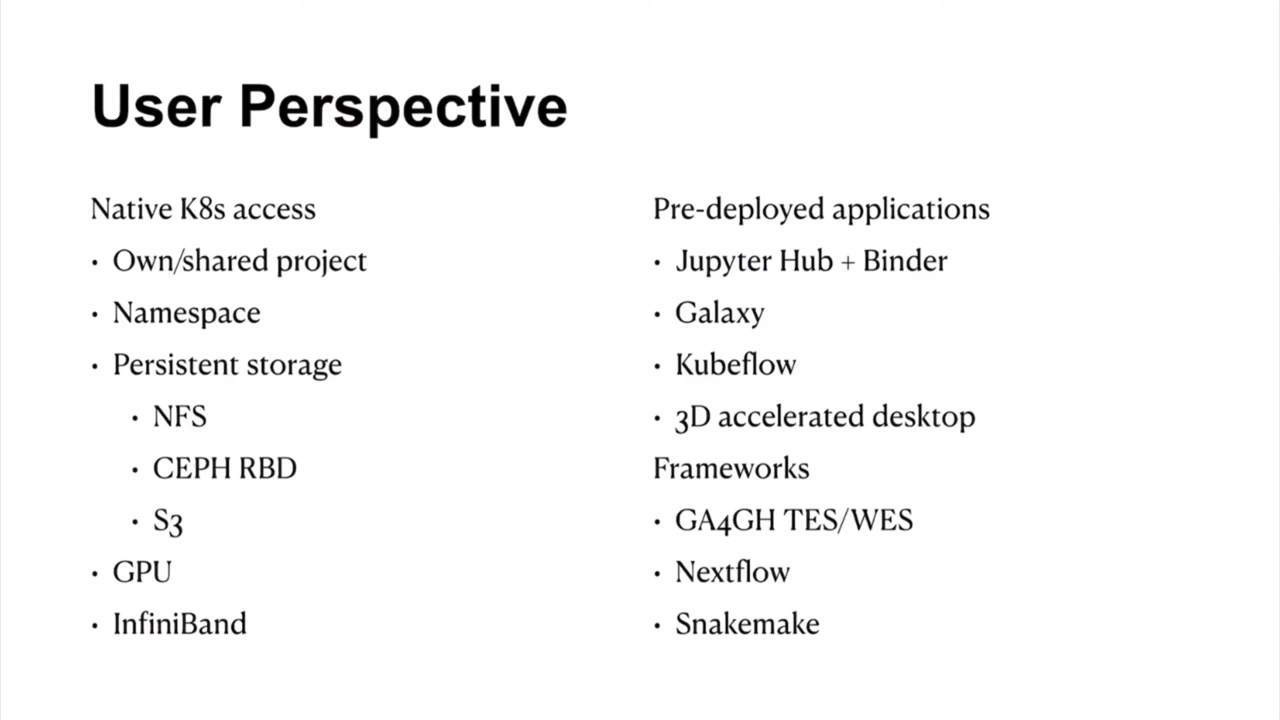 User Perspective
Native K8s access
• Own/shared project
• Namespace
• Persistent storage
• NFS
• CEPH RBD
• S3
• GPU
• InfiniBand
Pre-deployed applications
• Jupyter Hub + Binder
• Galaxy
• Kubeflow
• 3D accelerated desktop
Frameworks
• GA4GH TES/WES
• Nextflow
• Snakemake